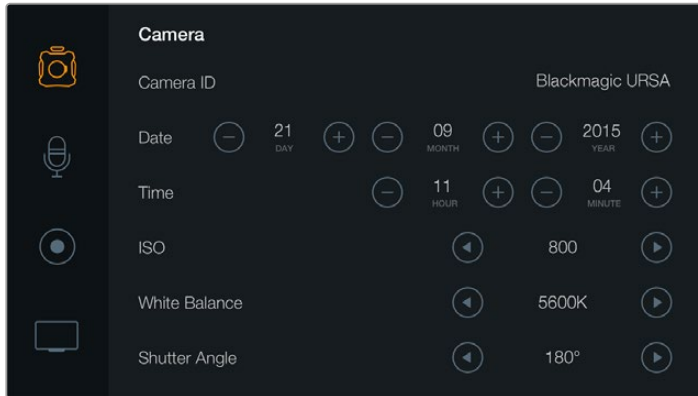 Camera
Camera ID Blackmagic URSA
Date 21 09 2015
DAY MONTH YEAR
Time 11 04
HOUR MINUTE
ISO 800
White Balance 5600K
Shutter Angle 180°